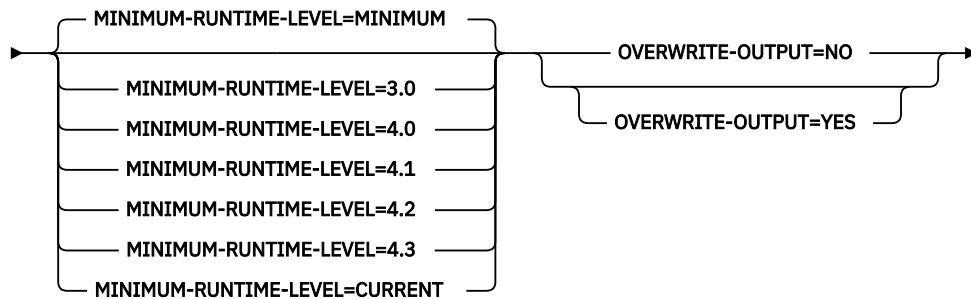 MINIMUM-RUNTIME-LEVEL=MINIMUM
OVERWRITE-OUTPUT=NO
MINIMUM-RUNTIME-LEVEL=3.0
OVERWRITE-OUTPUT=YES
MINIMUM-RUNTIME-LEVEL=4.0
MINIMUM-RUNTIME-LEVEL=4.1
MINIMUM-RUNTIME-LEVEL=4.2
MINIMUM-RUNTIME-LEVEL=4.3
MINIMUM-RUNTIME-LEVEL=CURRENT